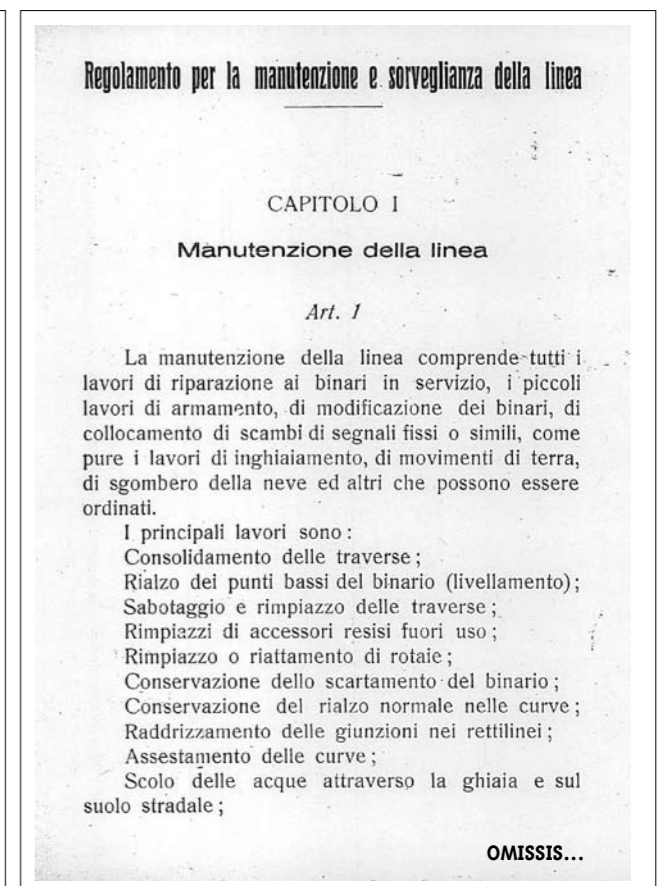 Regolamento per la manutenzione e sorveglianza della linea
CAPITOLO I
Manutenzione della linea
Art. 1
La manutenzione della linea comprende tutti i
lavori di riparazione ai binari in servizio, i piccoli
lavori di armamento, di modificazione dei binari, di
collocamento di scambi di segnali fissi o simili, come
pure i lavori di inghiaiamento, di movimenti di terra,
di sgombero della neve ed altri che possono essere
ordinati.
I principali lavori sono :
Consolidamento delle traverse ;
Rialzo dei punti bassi del binario (livellamento) ;
Sabotaggio e rimpiazzo delle traverse ;
Rimpiazzi di accessori resisi fuori uso ;
Rimpiazzo o riattamento di rotaie ;
Conservazione dello scartamento del binario ;
Conservazione del rialzo normale nelle curve ;
Raddrizzamento delle giunzioni nei rettilinei ;
Assestamento delle curve ;
Scolo delle acque attraverso la ghiaia e sul
suolo stradale ;
OMISSIS...